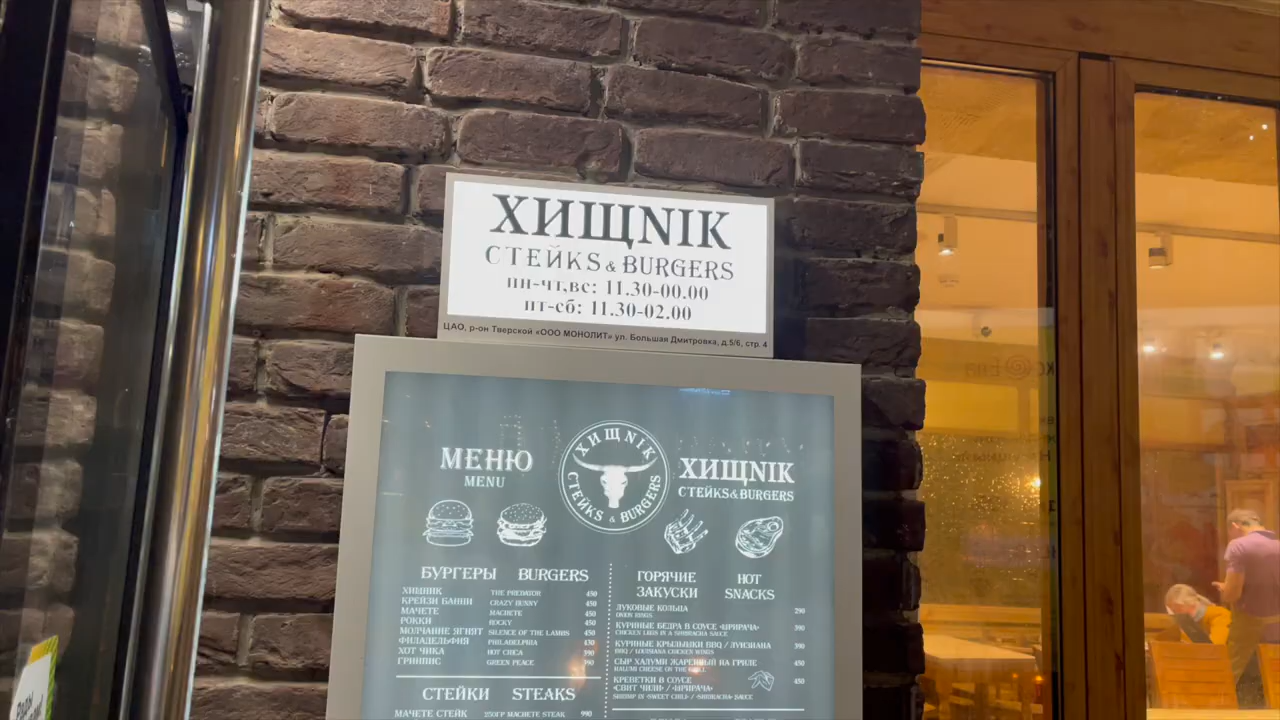 ХИЩNIK
СТЕЙКS & BURGERS
пн-чт,вс: 11.30-00.00
пт-сб: 11.30-02.00
ЦАО, р-он Тверской «ООО МОНОЛИТ» ул. Большая Дмитровка, д.5/6, стр. 4
МЕНЮ
MENU
ХИЩNIK
СТЕЙКS & BURGERS
ХИЩNIK
СТЕЙКS&BURGERS
БУРГЕРЫ BURGERS
ХИЩНИК THE PREDATOR 450
КРЕЙЗИ БАННИ CRAZY BUNNY 450
МАЧЕТЕ MACHETE 450
РОККИ ROCKY 450
МОЛЧАНИЕ ЯГНЯТ SILENCE OF THE LAMBS 450
ФИЛАДЕЛЬФИЯ PHILADELPHIA 430
ХОТ ЧИКА HOT CHICA 390
ГРИНПИС GREEN PEACE 390
СТЕЙКИ STEAKS
МАЧЕТЕ СТЕЙК 250ГР MACHETE STEAK 990
ГОРЯЧИЕ ЗАКУСКИ
HOT SNACKS
ЛУКОВЫЕ КОЛЬЦА 290
ONION RINGS
КУРИНЫЕ БЕДРА В СОУСЕ «ШРИРАЧА» 390
CHICKEN LEGS IN A SHIRIRACHA SAUCE
КУРИНЫЕ КРЫЛЫШКИ BBQ / ЛУИЗИАНА 390
BBQ / LOUISIANA CHICKEN WINGS
СЫР ХАЛУМИ ЖАРЕННЫЙ НА ГРИЛЕ 450
HALUMI CHEESE ON THE GRILL
КРЕВЕТКИ В СОУСЕ
«СВИТ ЧИЛИ» / «ШРИРАЧА» 450
SHRIMP IN «SWEET CHILI» / «SHIRACHA» SAUCE